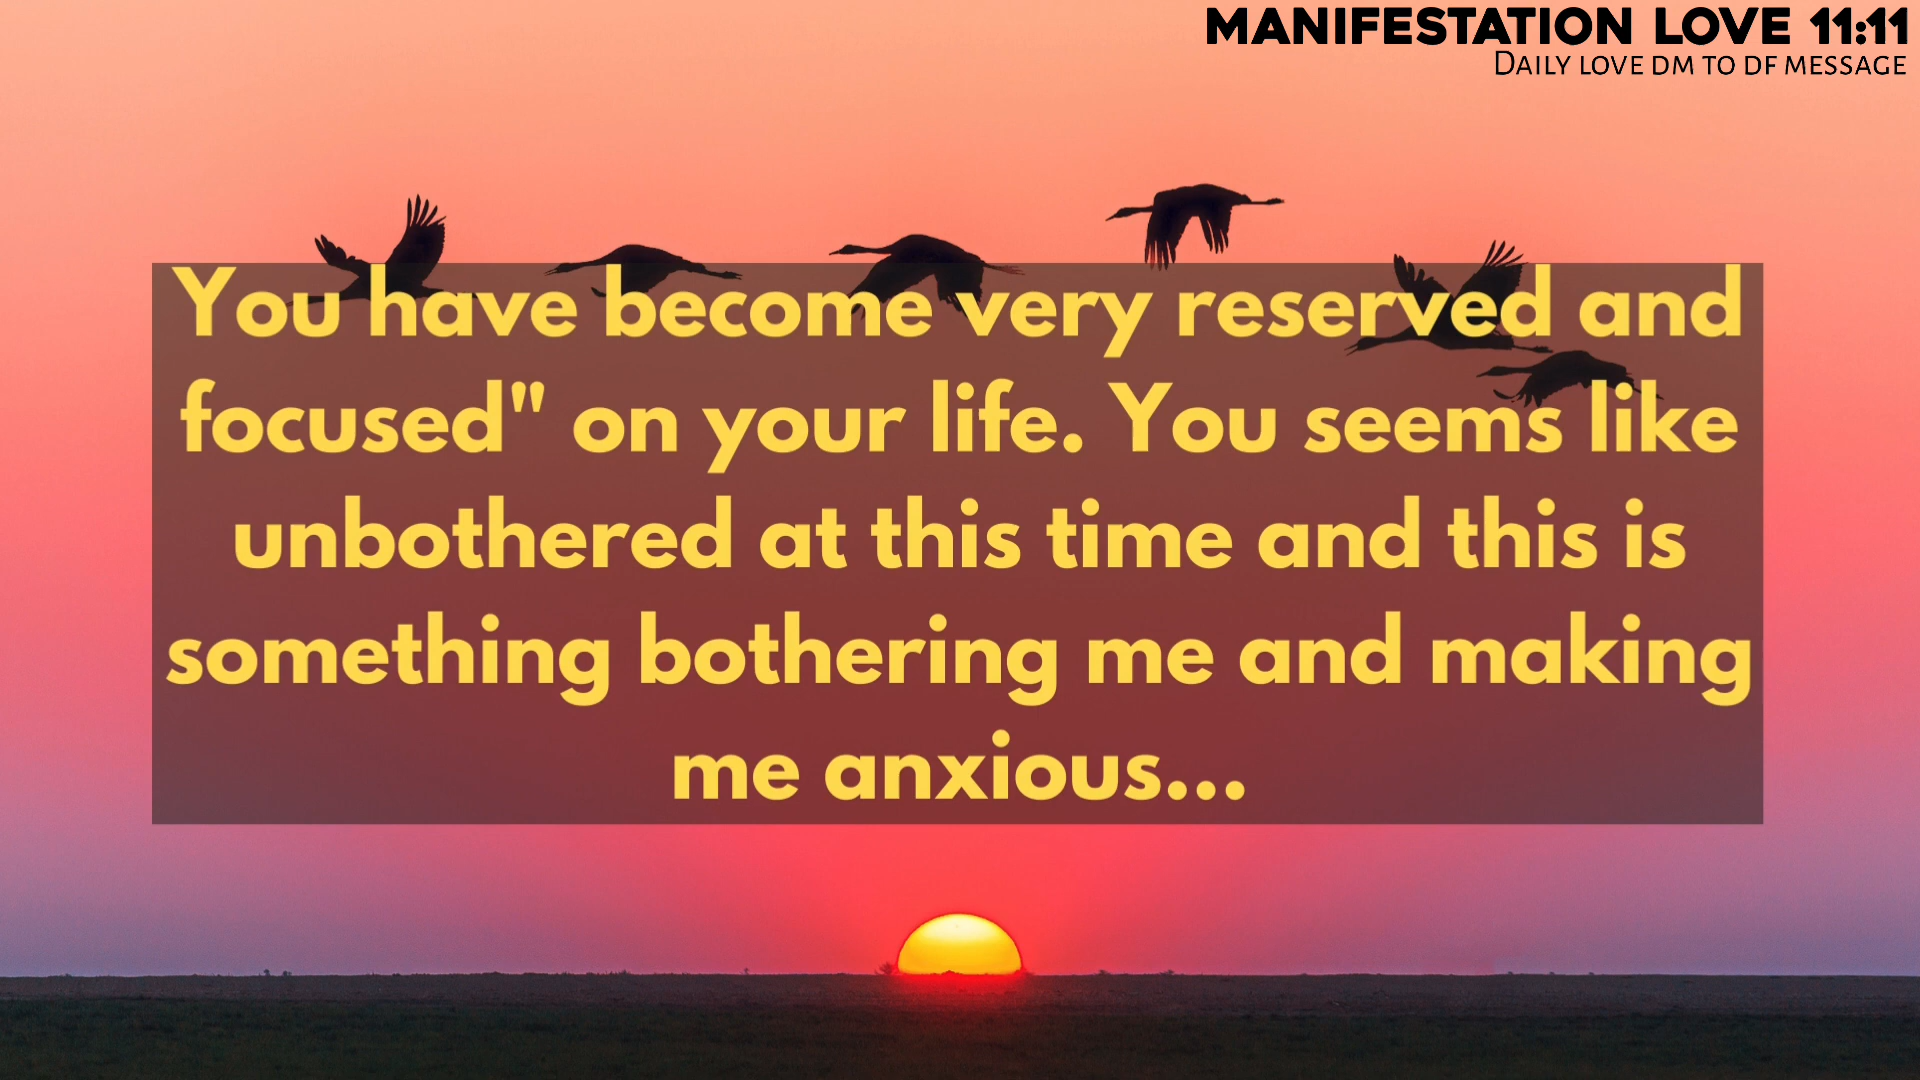 MANIFESTATION LOVE 11:11
DAILY LOVE DM TO DF MESSAGE
You have become very reserved and
focused" on your life. You seems like
unbothered at this time and this is
something bothering me and making
me anxious...